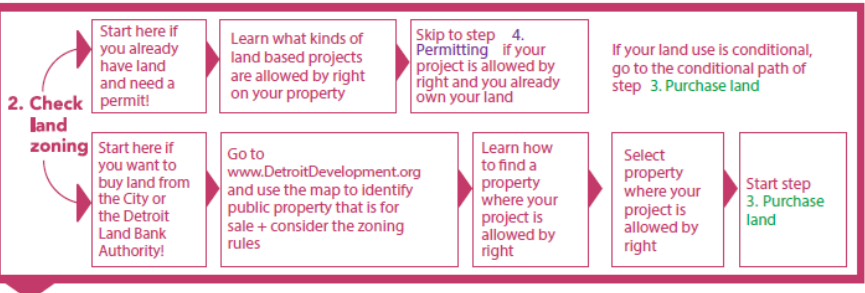 Start here if
you already
have land
and need a
permit!
Learn what kinds of
land based projects
are allowed by right
on your property
Skip to step 4.
Permitting if your
project is allowed by
right and you already
own your land
If your land use is conditional,
go to the conditional path of
step 3. Purchase land
2. Check
land
zoning
Start here if
you want to
buy land from
the City or
the Detroit
Land Bank
Authority!
Go to
www.DetroitDevelopment.org
and use the map to identify
public property that is for
sale + consider the zoning
rules
Learn how
to find a
property
where your
project is
allowed by
right
Select
property
where your
project is
allowed by
right
Start step
3. Purchase
land